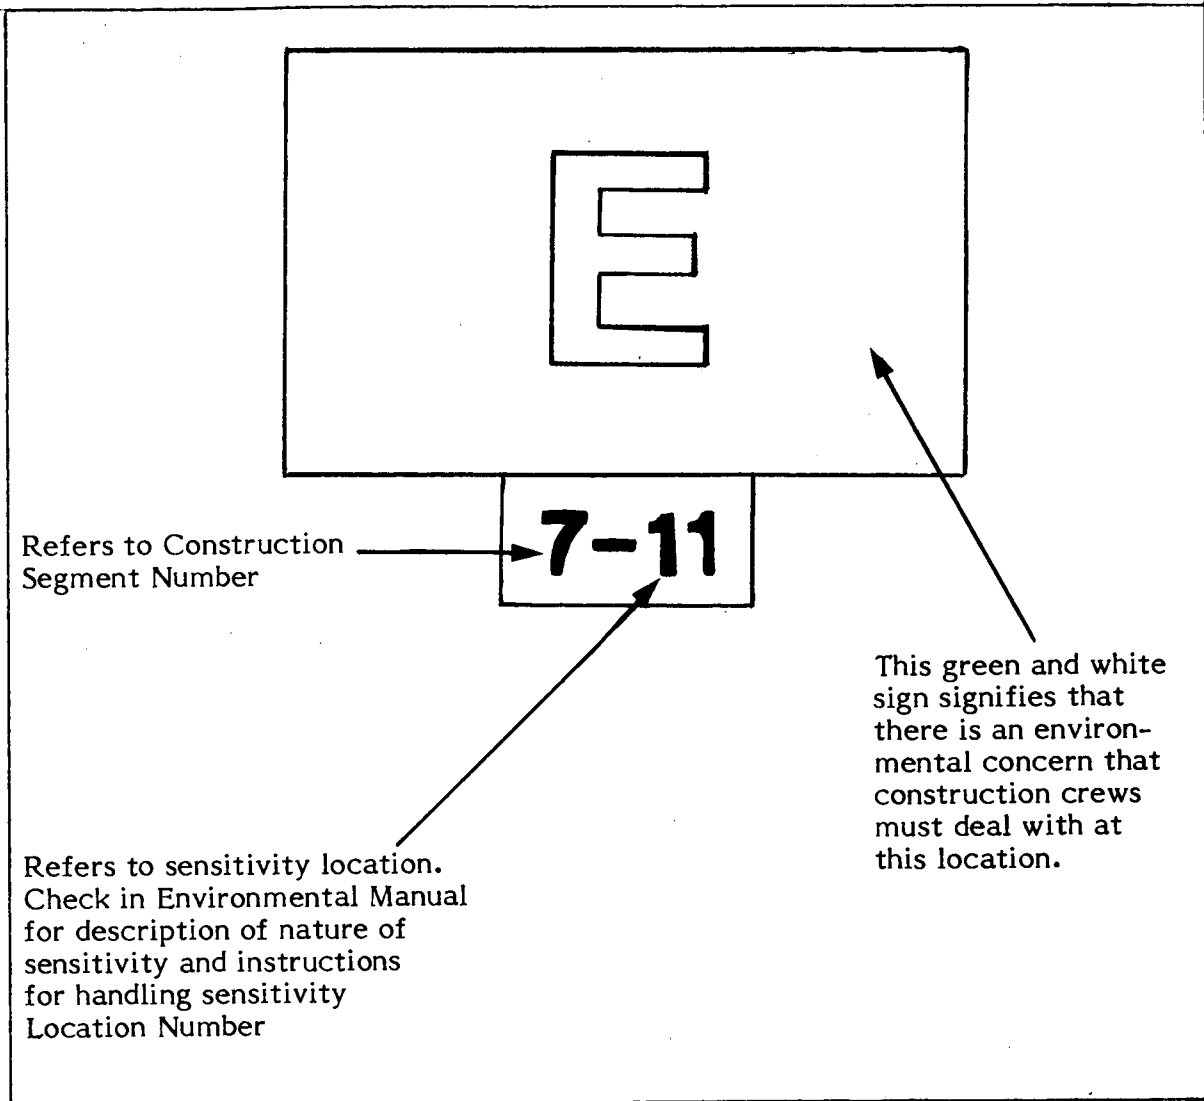 E
7-11
Refers to Construction
Segment Number
This green and white
sign signifies that
there is an environ-
mental concern that
construction crews
must deal with at
this location.
Refers to sensitivity location.
Check in Environmental Manual
for description of nature of
sensitivity and instructions
for handling sensitivity
Location Number